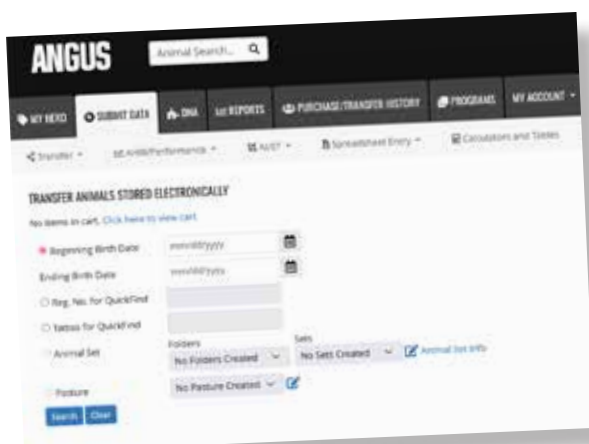 ANGUS
Animal Search...
MY HERD SUBMIT DATA DNA REPORTS PURCHASE/TRANSFER HISTORY PROGRAMS MY ACCOUNT
Transfer AHIR/Performance AUST Spreadsheet Entry Calculators and Tables
TRANSFER ANIMALS STORED ELECTRONICALLY
No items in cart. Click here to view cart
Beginning Birth Date mm/dd/yyyy
Ending Birth Date mm/dd/yyyy
Reg. No. for QuickFind
Tattoo for QuickFind
Folders Sets
Animal Set No Folders Created No Sets Created Animal Set Info
Pasture No Pasture Created
Search Clear